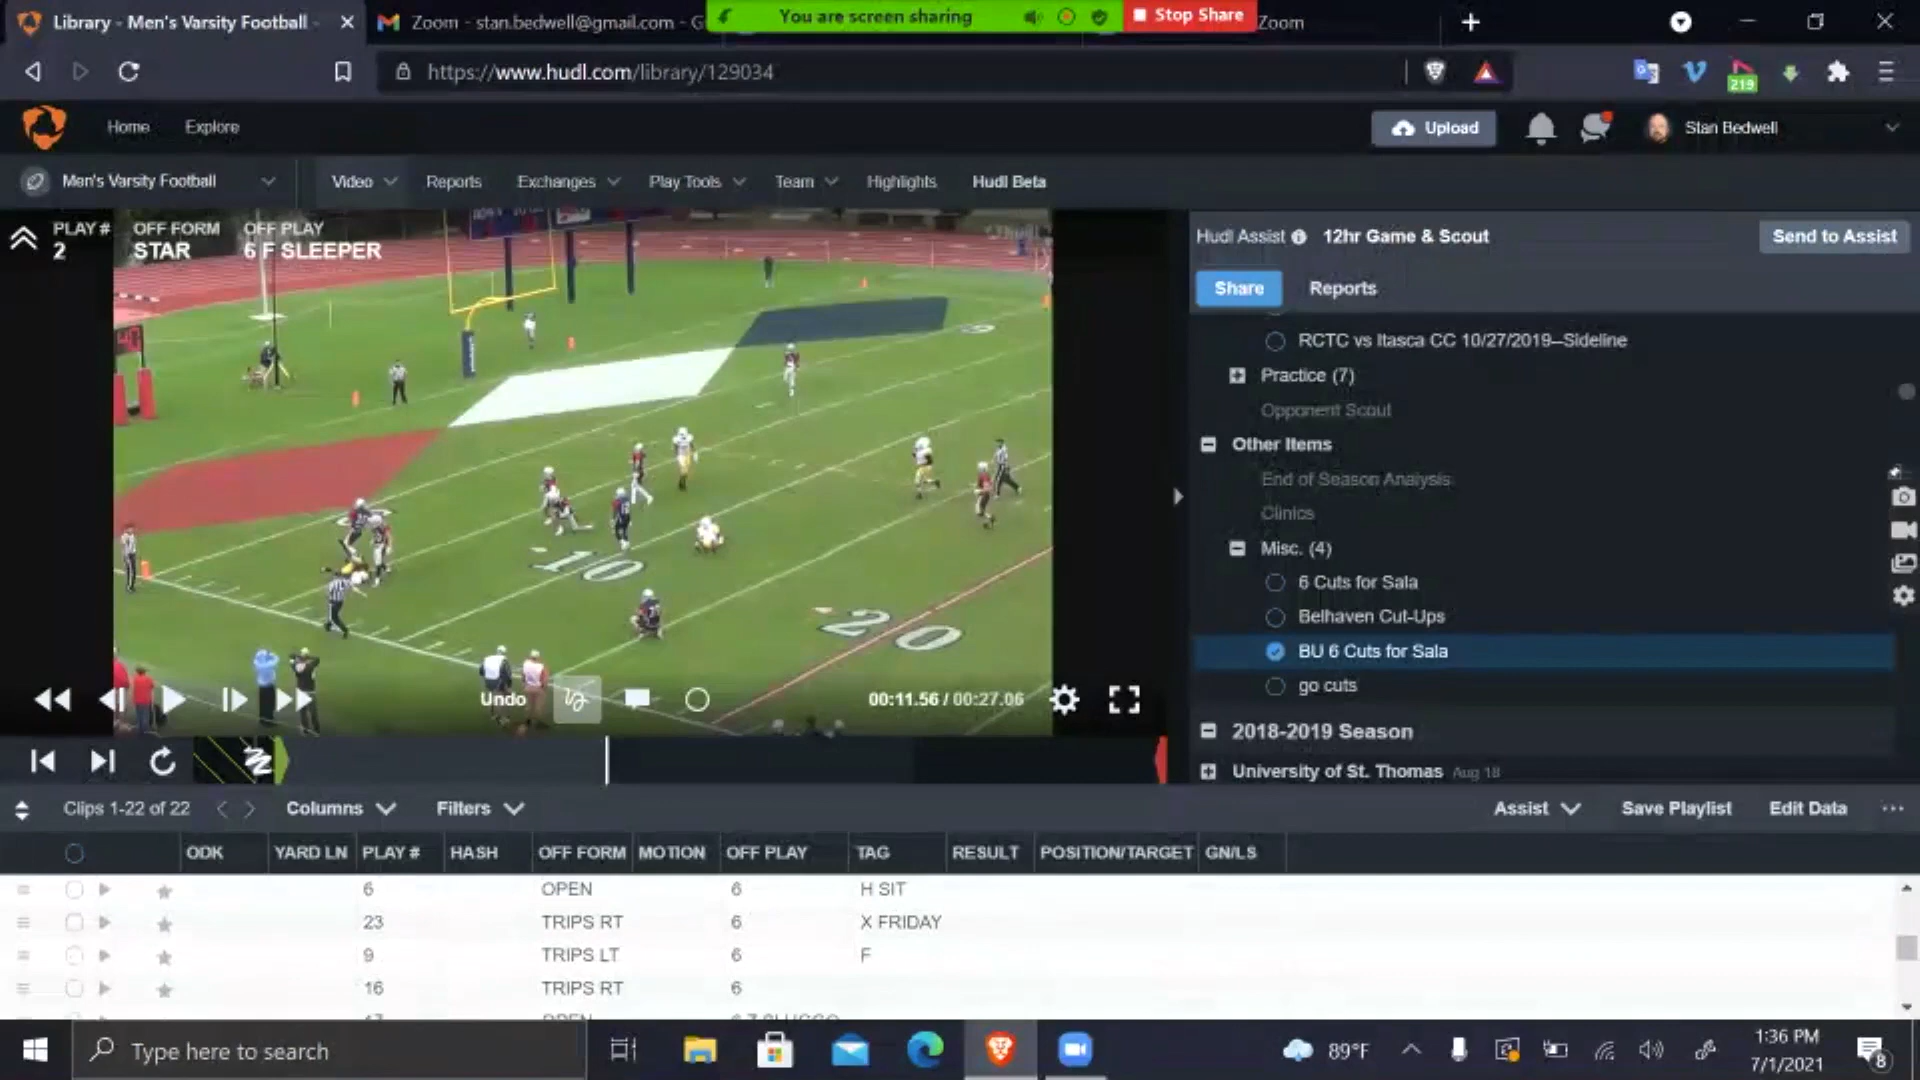 Library - Men's Varsity Football
Zoom - stan.bedwell@gmail.com - G
You are screen sharing
Stop Share
Zoom
https://www.hudl.com/library/129034
219
Home
Explore
Upload
Stan Bedwell
Men's Varsity Football
Video
Reports
Exchanges
Play Tools
Team
Highlights
Hudl Beta
PLAY #
2
OFF FORM
STAR
OFF PLAY
6 F SLEEPER
10
20
Undo
00:11.56 / 00:27.06
Hudl Assist
12hr Game & Scout
Send to Assist
Share
Reports
RCTC vs Itasca CC 10/27/2019--Sideline
Practice (7)
Opponent Scout
Other Items
End of Season Analysis
Clinics
Misc. (4)
6 Cuts for Sala
Belhaven Cut-Ups
BU 6 Cuts for Sala
go cuts
2018-2019 Season
University of St. Thomas Aug 18
Clips 1-22 of 22
Columns
Filters
Assist
Save Playlist
Edit Data
ODK YARD LN PLAY # HASH OFF FORM MOTION OFF PLAY TAG RESULT POSITION/TARGET GN/LS
6 OPEN 6 H SIT
23 TRIPS RT 6 X FRIDAY
9 TRIPS LT 6 F
16 TRIPS RT 6
Type here to search
89°F
1:36 PM
7/1/2021
8